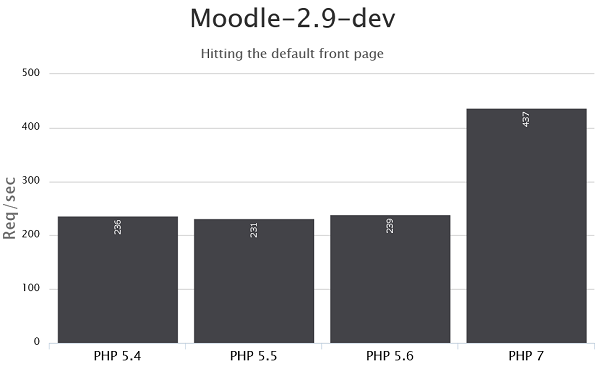 Moodle-2.9-dev
Hitting the default front page
Req/sec
500
400
300
200
100
0
236
231
239
437
PHP 5.4
PHP 5.5
PHP 5.6
PHP 7